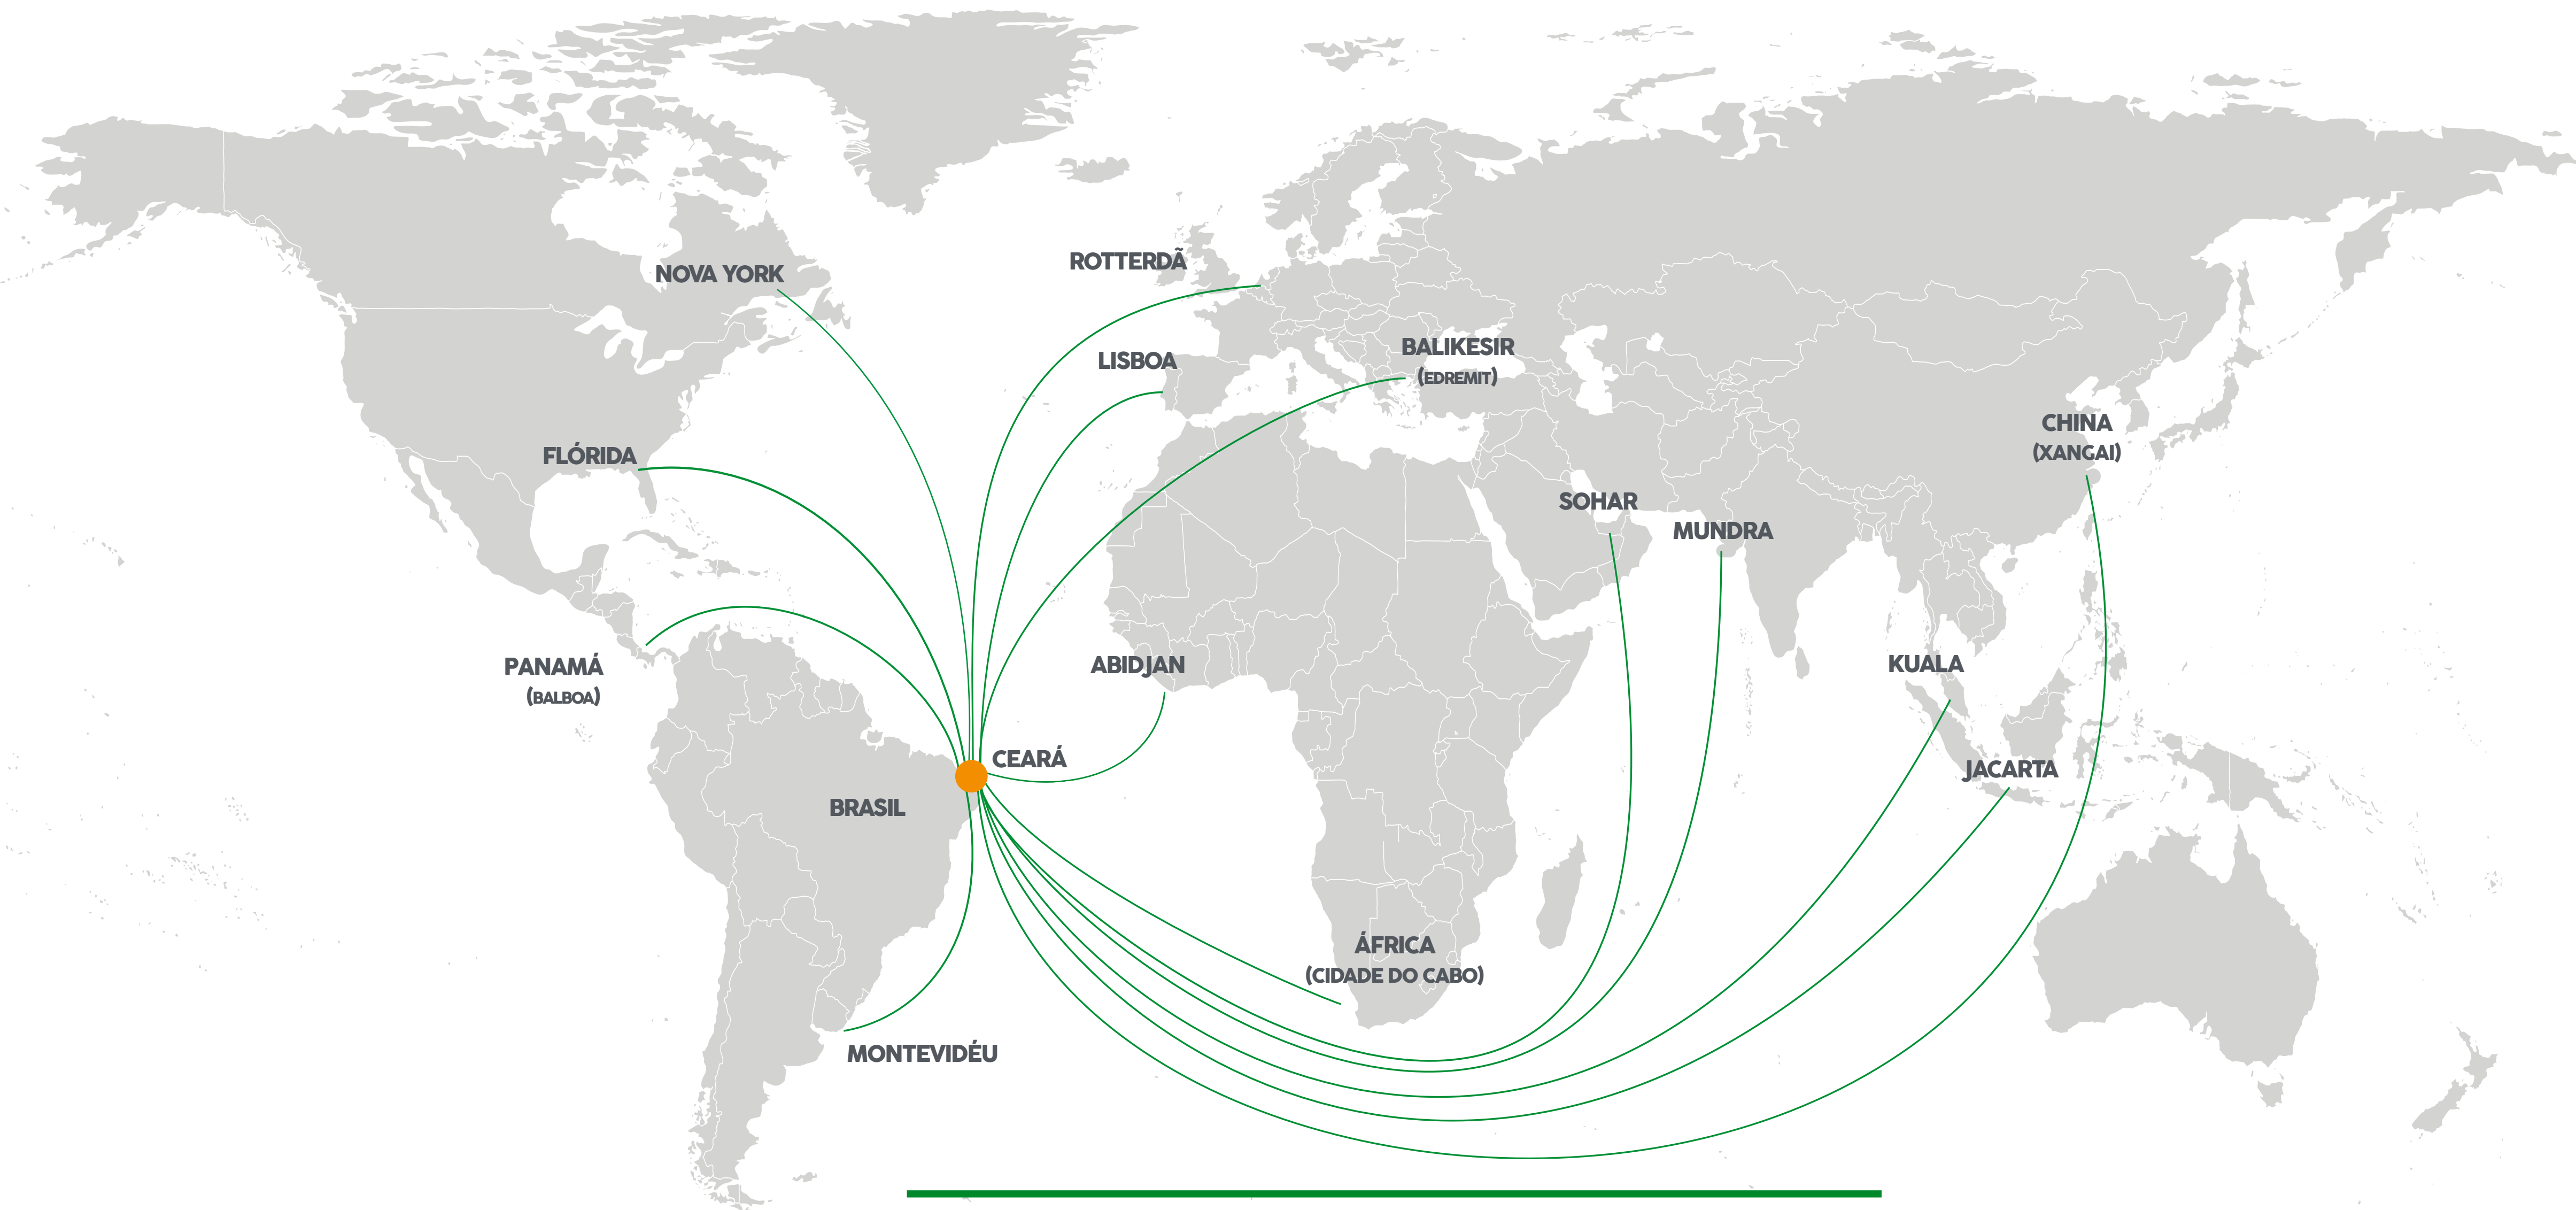 ROTTERDÃ
NOVA YORK
BALIKESIR
(EDREMIT)
LISBOA
CHINA
(XANGAI)
FLÓRIDA
SOHAR
MUNDRA
PANAMÁ
(BALBOA)
ABIDJAN
KUALA
CEARÁ
JACARTA
BRASIL
ÁFRICA
(CIDADE DO CABO)
MONTEVIDÉU